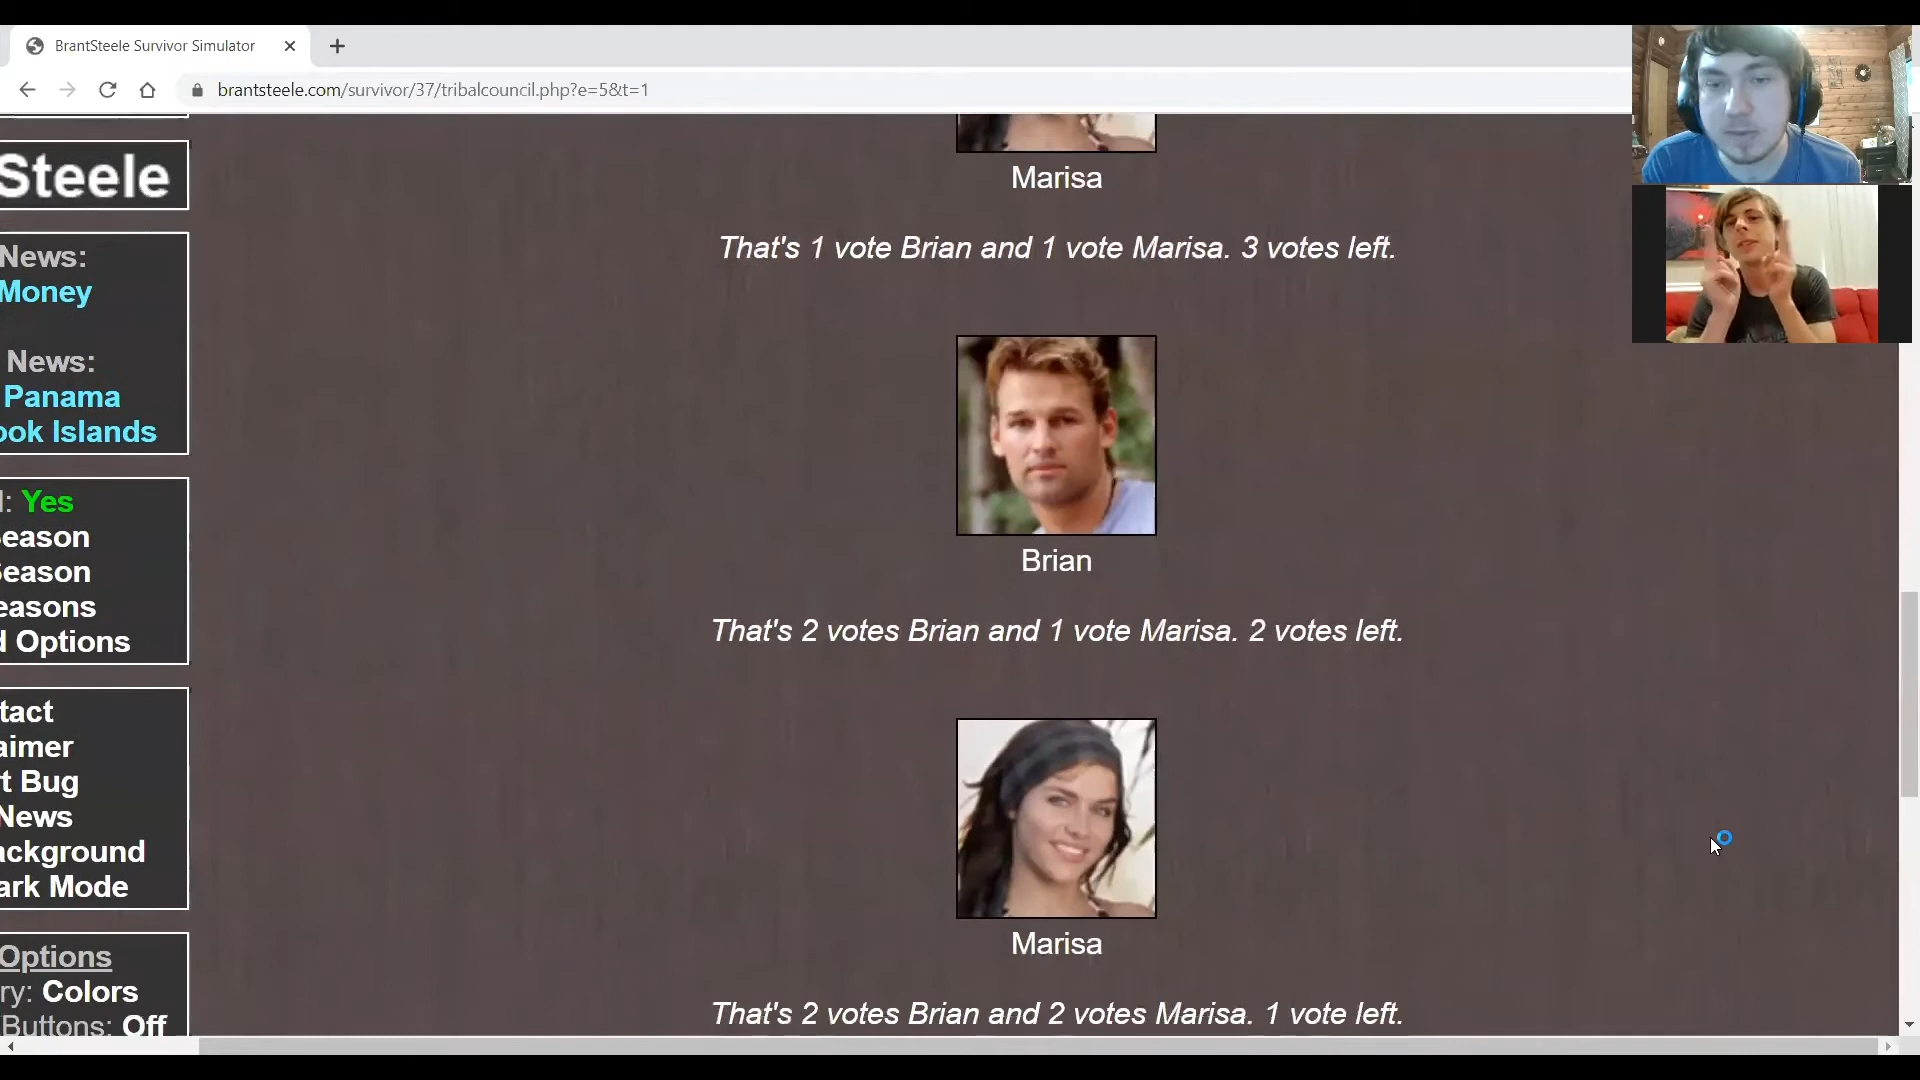 BrantSteele Survivor Simulator
brantsteele.com/survivor/37/tribalcouncil.php?e=5&t=1
Steele
News:
Money
News:
Panama
ook Islands
: Yes
eason
Season
easons
d Options
tact
aimer
t Bug
News
ackground
ark Mode
Options
ry: Colors
Buttons: Off
Marisa
That's 1 vote Brian and 1 vote Marisa. 3 votes left.
Brian
That's 2 votes Brian and 1 vote Marisa. 2 votes left.
Marisa
That's 2 votes Brian and 2 votes Marisa. 1 vote left.